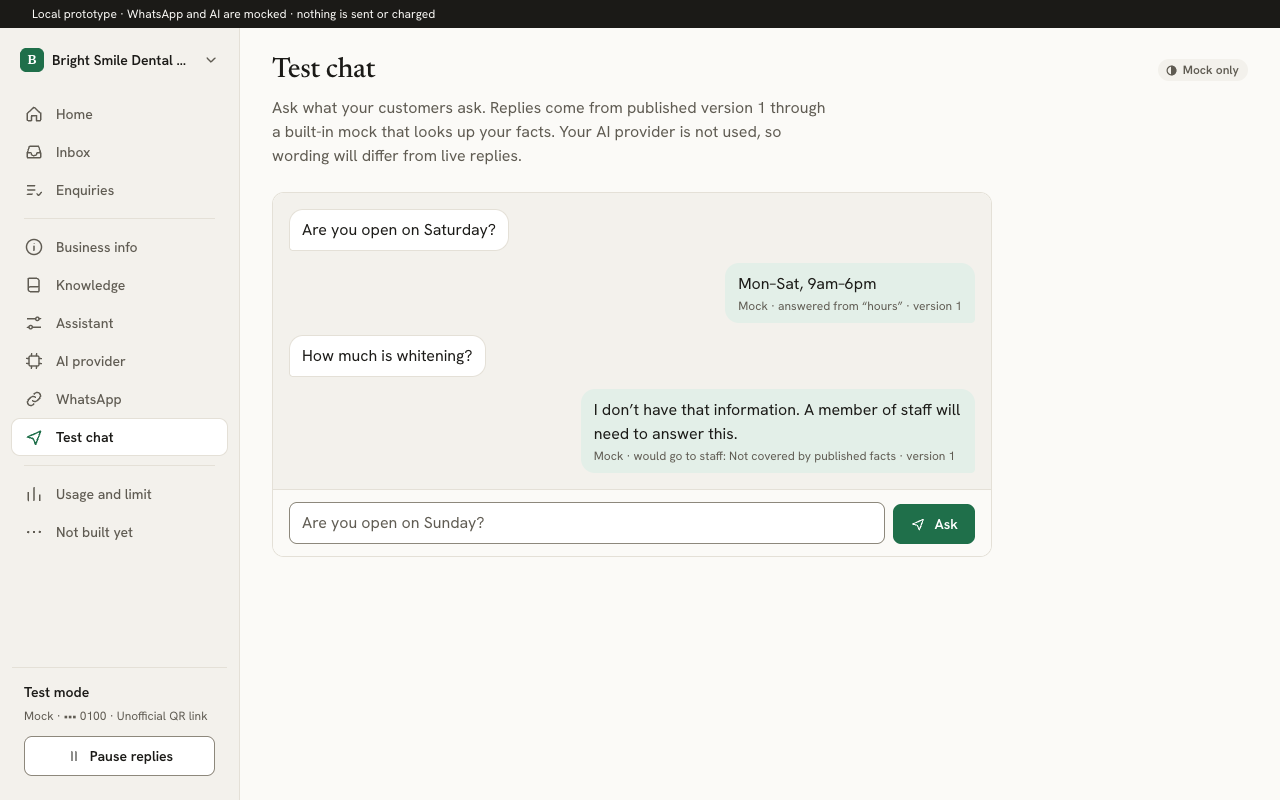 Local prototype · WhatsApp and AI are mocked · nothing is sent or charged
B
Bright Smile Dental ...
Home
Inbox
Enquiries
Business info
Knowledge
Assistant
AI provider
WhatsApp
Test chat
Usage and limit
Not built yet
Test mode
Mock · ••• 0100 · Unofficial QR link
Pause replies
Test chat
Mock only
Ask what your customers ask. Replies come from published version 1 through
a built-in mock that looks up your facts. Your AI provider is not used, so
wording will differ from live replies.
Are you open on Saturday?
Mon–Sat, 9am–6pm
Mock · answered from “hours” · version 1
How much is whitening?
I don’t have that information. A member of staff will
need to answer this.
Mock · would go to staff: Not covered by published facts · version 1
Are you open on Sunday?
Ask